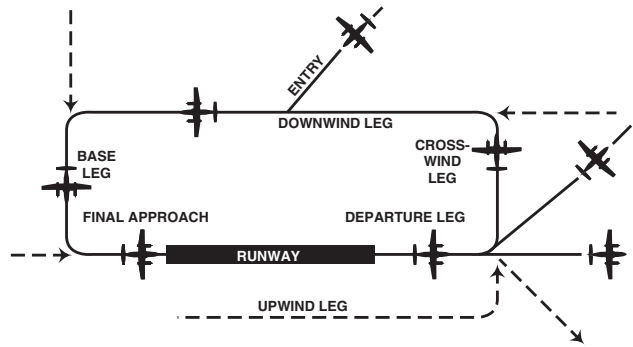 ENTRY
DOWNWIND LEG
CROSS-
WIND
LEG
BASE
LEG
FINAL APPROACH
DEPARTURE LEG
RUNWAY
UPWIND LEG